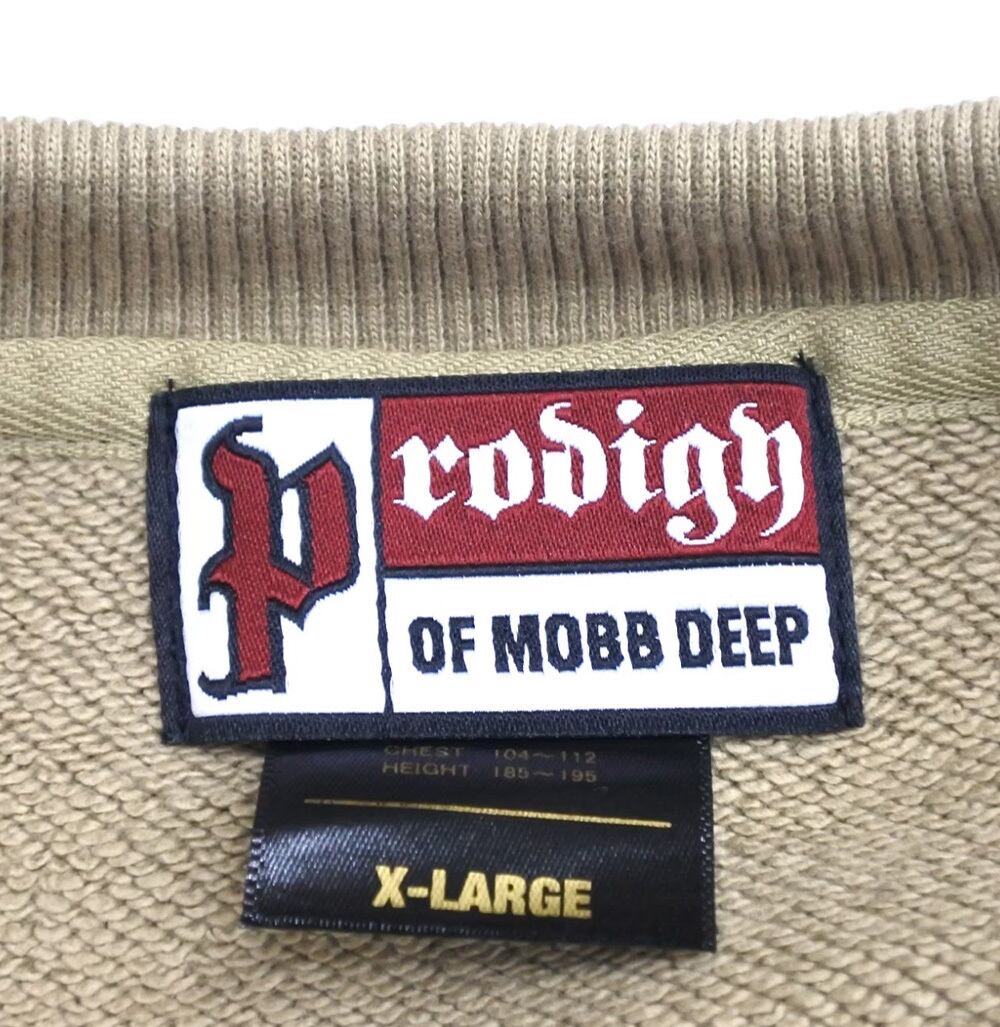 Prodigy
OF MOBB DEEP
CHEST 104~112
HEIGHT 185~195
X-LARGE